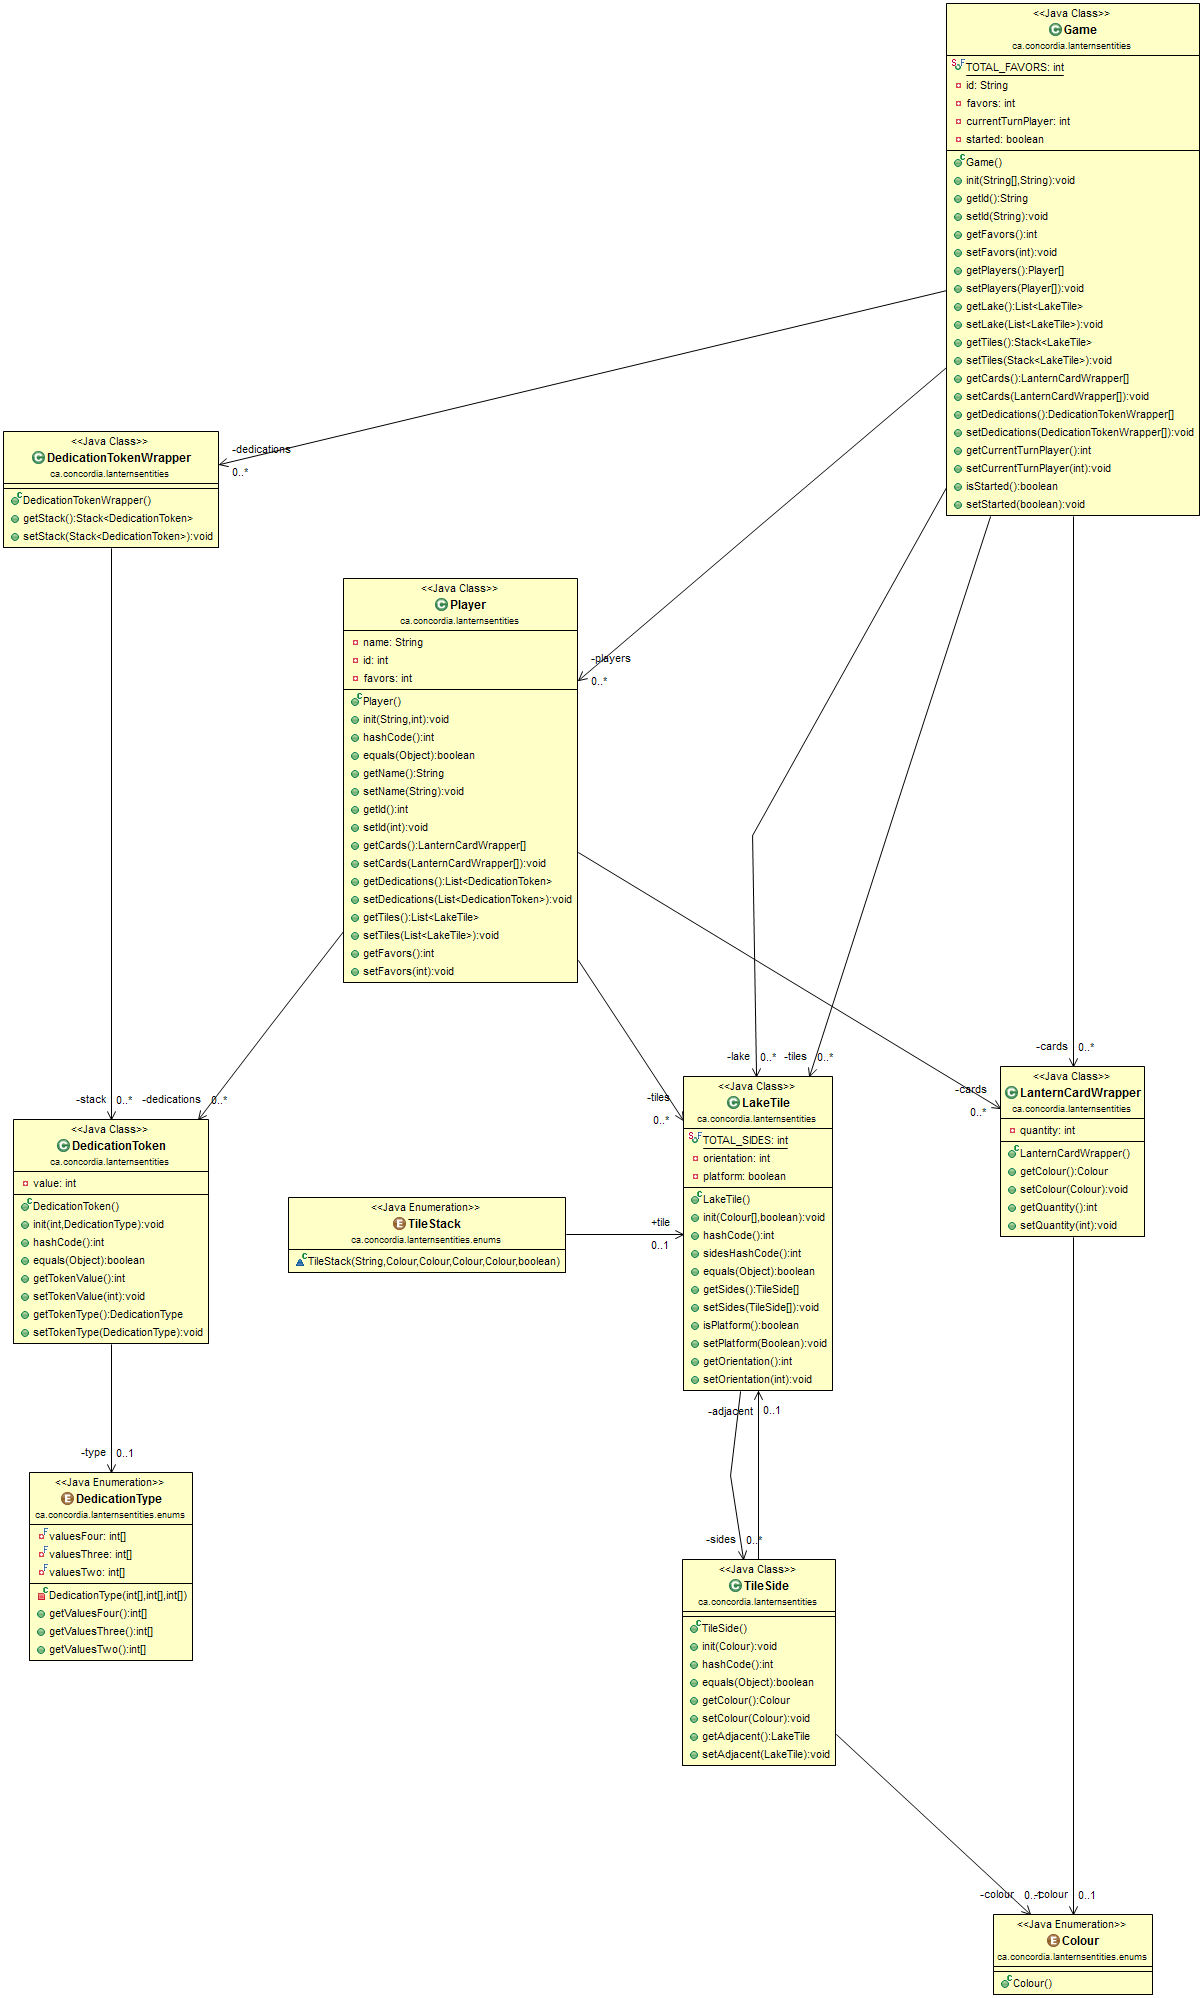 <<Java Class>>
Game
ca.concordia.lanternsentities
TOTAL_FAVORS: int
id: String
favors: int
currentTurnPlayer: int
started: boolean
Game()
init(String[],String):void
getId():String
setId(String):void
getFavors():int
setFavors(int):void
getPlayers():Player[]
setPlayers(Player[]):void
getLake():List<LakeTile>
setLake(List<LakeTile>):void
getTiles():Stack<LakeTile>
setTiles(Stack<LakeTile>):void
getCards():LanternCardWrapper[]
setCards(LanternCardWrapper[]):void
getDedications():DedicationTokenWrapper[]
setDedications(DedicationTokenWrapper[]):void
getCurrentTurnPlayer():int
setCurrentTurnPlayer(int):void
isStarted():boolean
setStarted(boolean):void
-dedications
0..*
<<Java Class>>
DedicationTokenWrapper
ca.concordia.lanternsentities
DedicationTokenWrapper()
getStack():Stack<DedicationToken>
setStack(Stack<DedicationToken>):void
-players
0..*
<<Java Class>>
Player
ca.concordia.lanternsentities
name: String
id: int
favors: int
Player()
init(String,int):void
hashCode():int
equals(Object):boolean
getName():String
setName(String):void
getId():int
setId(int):void
getCards():LanternCardWrapper[]
setCards(LanternCardWrapper[]):void
getDedications():List<DedicationToken>
setDedications(List<DedicationToken>):void
getTiles():List<LakeTile>
setTiles(List<LakeTile>):void
getFavors():int
setFavors(int):void
-stack 0..*
-dedications 0..*
-tiles
0..*
-lake 0..*
-tiles 0..*
-cards 0..*
-cards
0..*
<<Java Class>>
DedicationToken
ca.concordia.lanternsentities
value: int
DedicationToken()
init(int,DedicationType):void
hashCode():int
equals(Object):boolean
getTokenValue():int
setTokenValue(int):void
getTokenType():DedicationType
setTokenType(DedicationType):void
<<Java Enumeration>>
TileStack
ca.concordia.lanternsentities.enums
TileStack(String,Colour,Colour,Colour,Colour,boolean)
+tile
0..1
<<Java Class>>
LakeTile
ca.concordia.lanternsentities
TOTAL_SIDES: int
orientation: int
platform: boolean
LakeTile()
init(Colour[],boolean):void
hashCode():int
sidesHashCode():int
equals(Object):boolean
getSides():TileSide[]
setSides(TileSide[]):void
isPlatform():boolean
setPlatform(Boolean):void
getOrientation():int
setOrientation(int):void
<<Java Class>>
LanternCardWrapper
ca.concordia.lanternsentities
quantity: int
LanternCardWrapper()
getColour():Colour
setColour(Colour):void
getQuantity():int
setQuantity(int):void
-adjacent 0..1
-type 0..1
<<Java Enumeration>>
DedicationType
ca.concordia.lanternsentities.enums
valuesFour: int[]
valuesThree: int[]
valuesTwo: int[]
DedicationType(int[],int[],int[])
getValuesFour():int[]
getValuesThree():int[]
getValuesTwo():int[]
-sides 0..*
<<Java Class>>
TileSide
ca.concordia.lanternsentities
TileSide()
init(Colour):void
hashCode():int
equals(Object):boolean
getColour():Colour
setColour(Colour):void
getAdjacent():LakeTile
setAdjacent(LakeTile):void
-colour 0..1
-colour 0..1
<<Java Enumeration>>
Colour
ca.concordia.lanternsentities.enums
Colour()